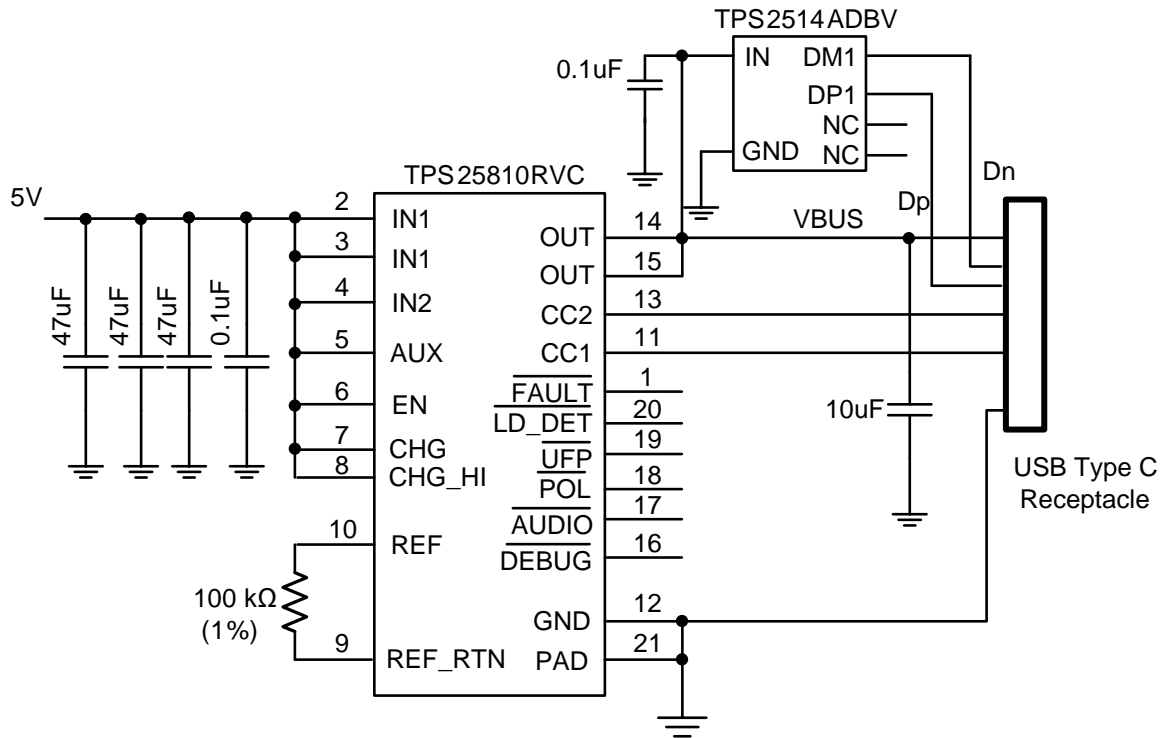 TPS2514ADBV
0.1uF
IN
DM1
DP1
NC
GND
NC
TPS25810RVC
Dn
5V
Dp
VBUS
2
IN1
14
OUT
3
IN1
15
OUT
4
IN2
13
CC2
5
AUX
11
CC1
47uF
47uF
47uF
0.1uF
6
EN
1
FAULT
20
LD_DET
10uF
7
CHG
19
UFP
8
CHG_HI
18
POL
USB Type C
Receptacle
17
AUDIO
10
REF
16
DEBUG
100 kΩ
(1%)
12
GND
9
REF_RTN
21
PAD